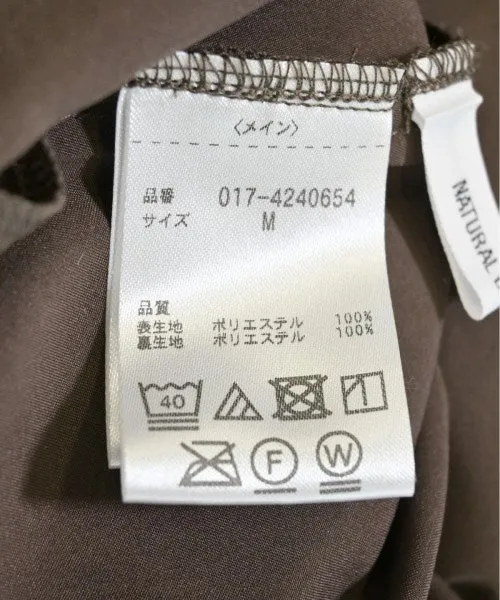 〈メイン〉
品番 017-4240654
サイズ M
品質
表生地 ポリエステル 100%
裏生地 ポリエステル 100%
40
F
W
NATURAL